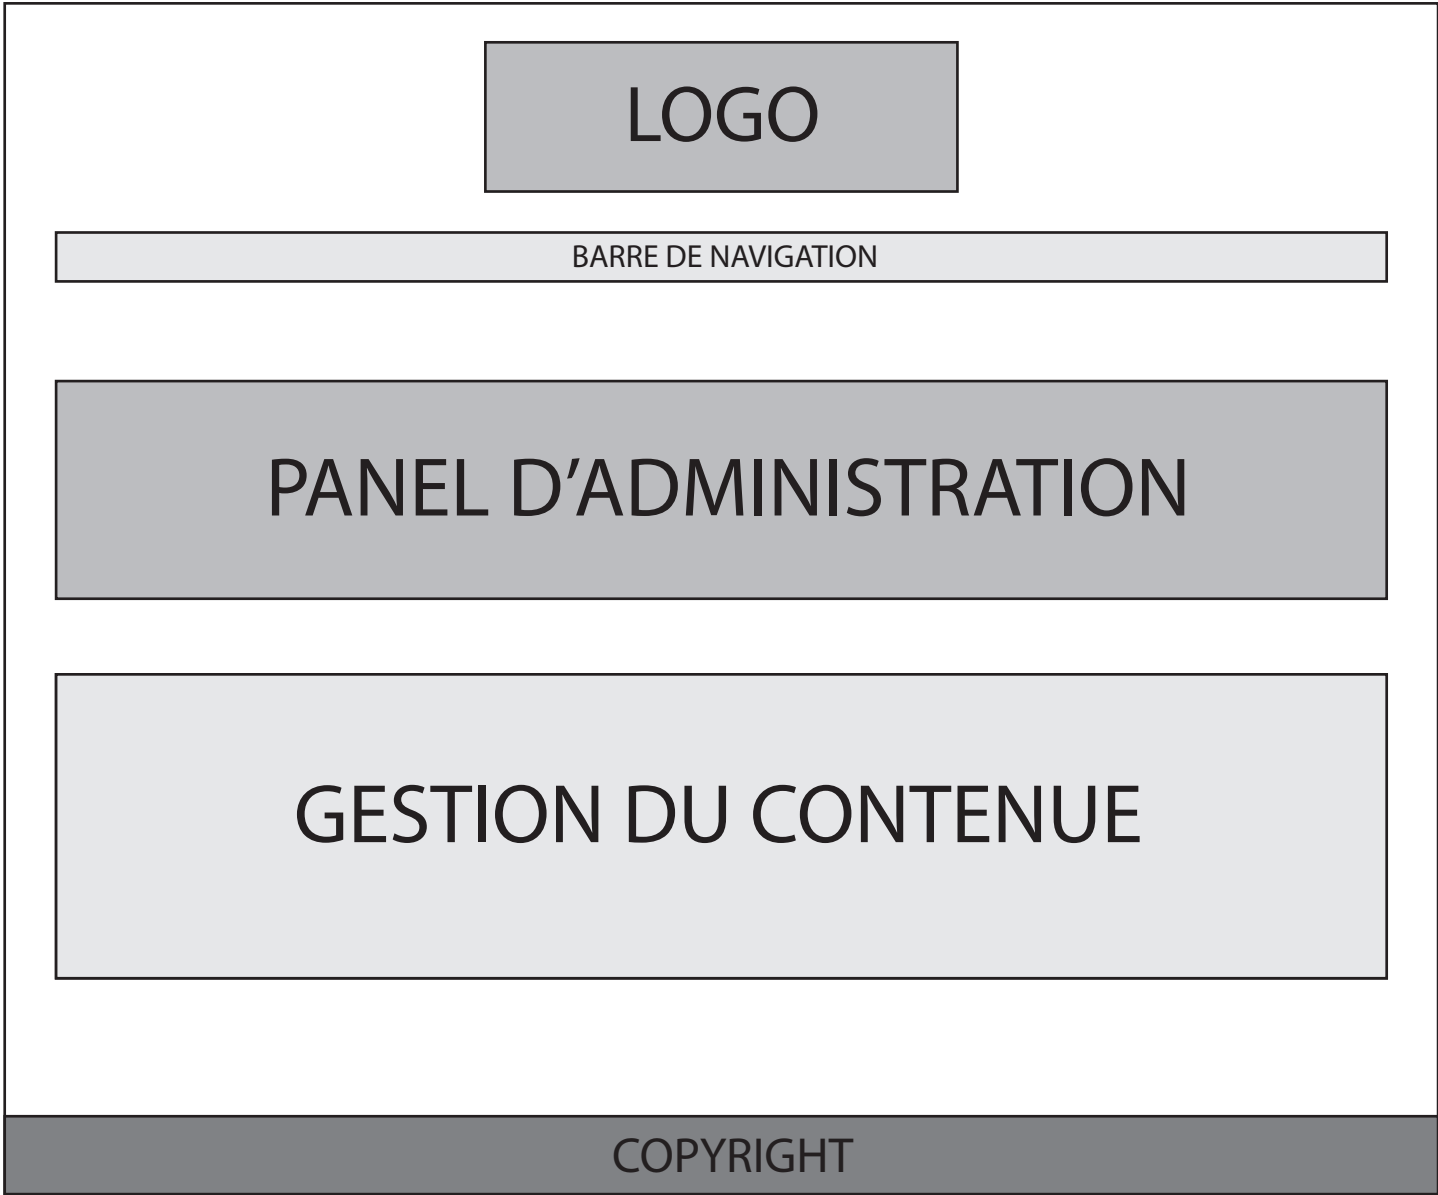 LOGO
BARRE DE NAVIGATION
PANEL D’ADMINISTRATION
GESTION DU CONTENUE
COPYRIGHT